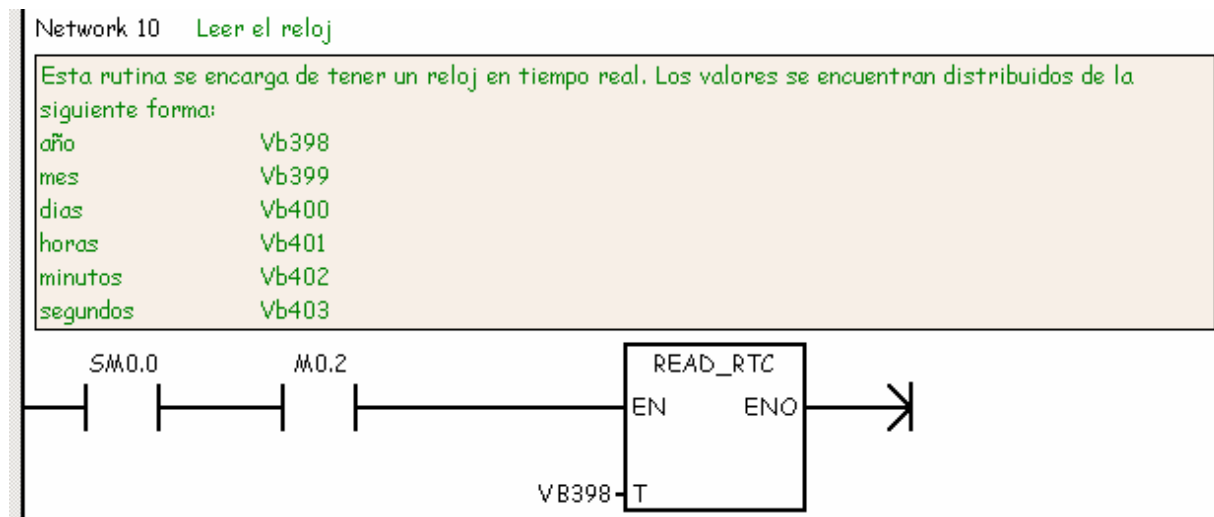 Network 10 Leer el reloj
Esta rutina se encarga de tener un reloj en tiempo real. Los valores se encuentran distribuidos de la
siguiente forma:
año Vb398
mes Vb399
dias Vb400
horas Vb401
minutos Vb402
segundos Vb403
SM0.0 M0.2 READ_RTC
EN ENO
VB398 T